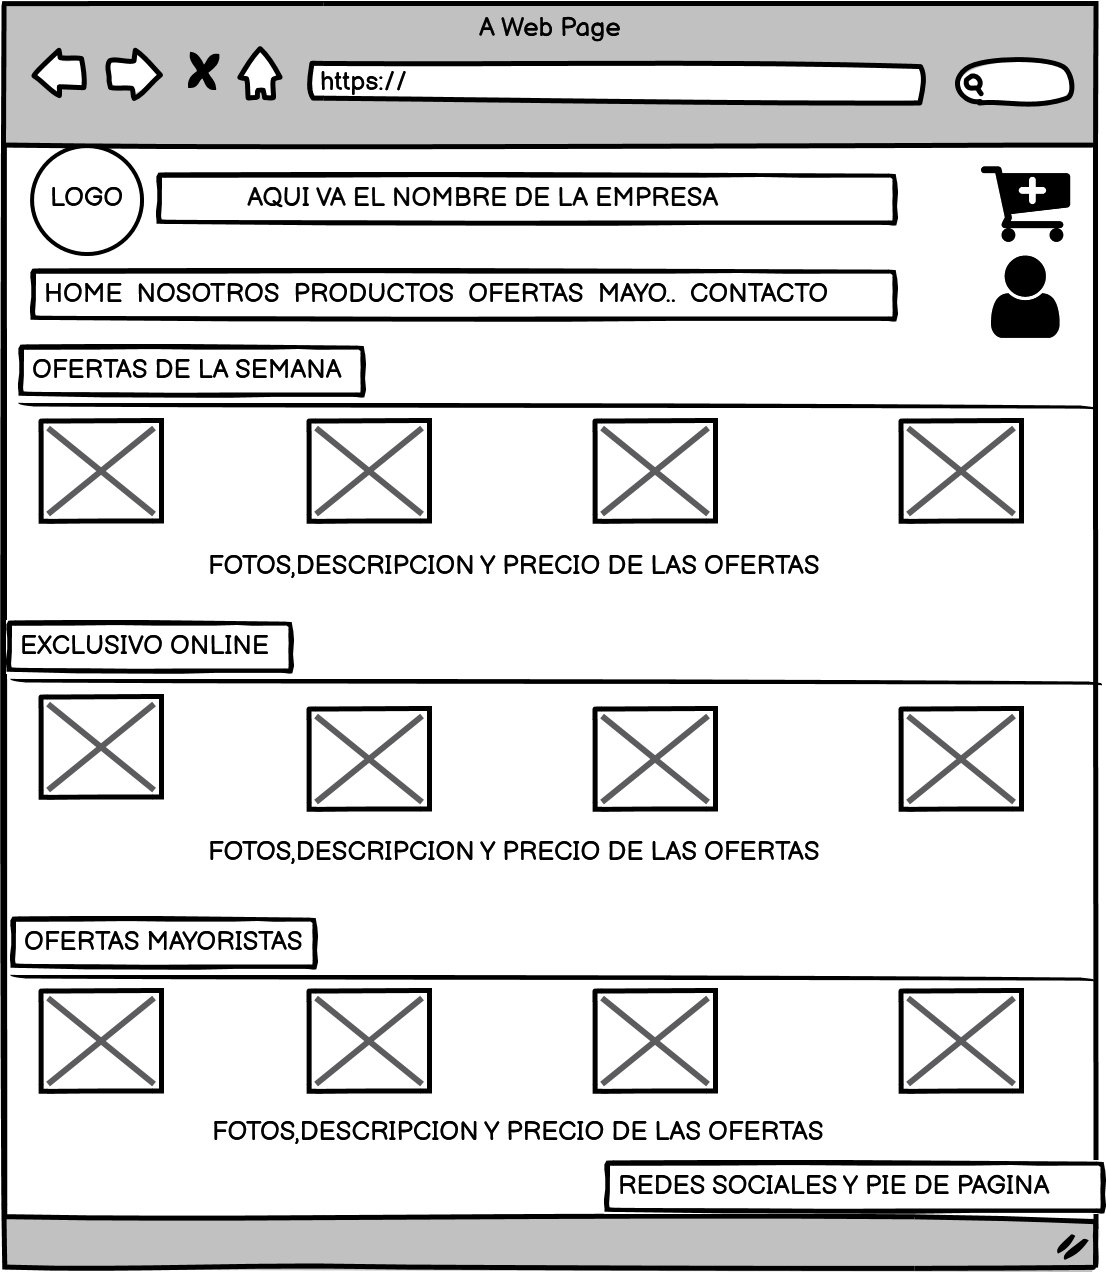 A Web Page
https://
LOGO
AQUI VA EL NOMBRE DE LA EMPRESA
HOME NOSOTROS PRODUCTOS OFERTAS MAYO.. CONTACTO
OFERTAS DE LA SEMANA
FOTOS,DESCRIPCION Y PRECIO DE LAS OFERTAS
EXCLUSIVO ONLINE
FOTOS,DESCRIPCION Y PRECIO DE LAS OFERTAS
OFERTAS MAYORISTAS
FOTOS,DESCRIPCION Y PRECIO DE LAS OFERTAS
REDES SOCIALES Y PIE DE PAGINA